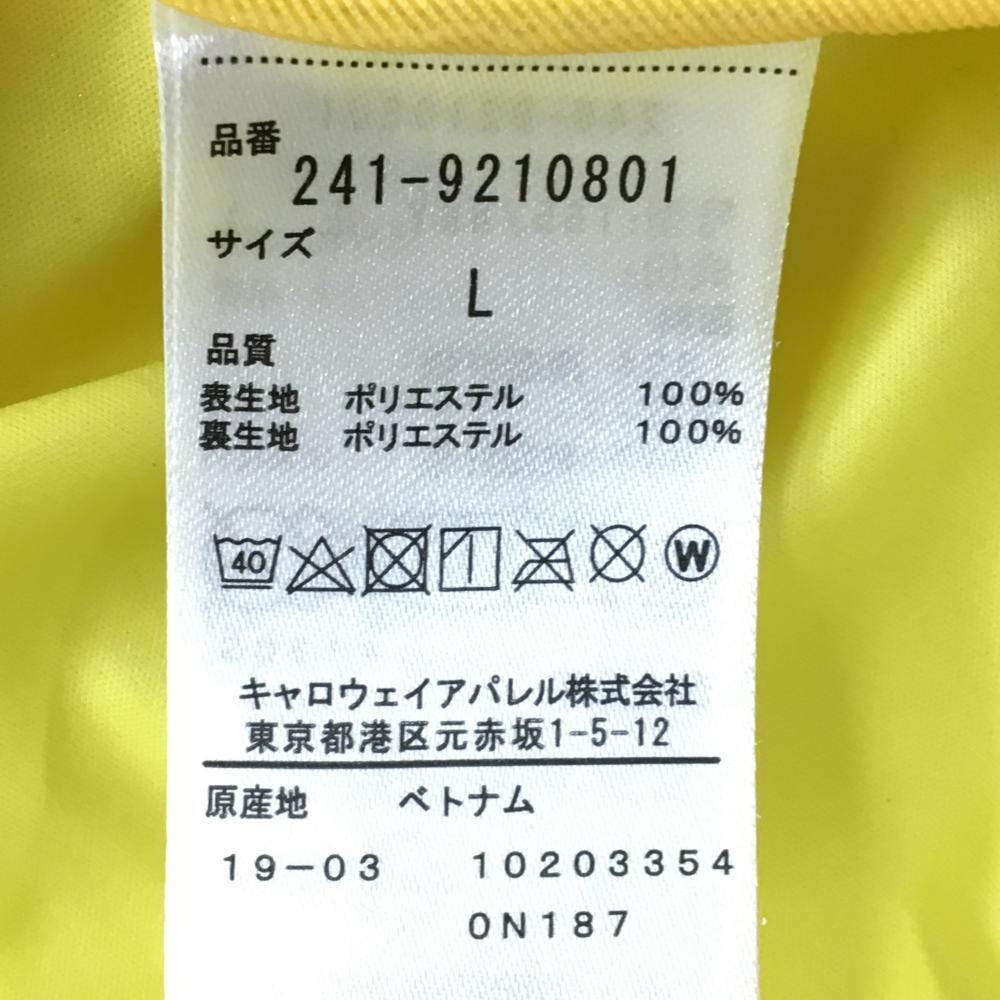 品番
241-9210801
サイズ
L
品質
表生地 ポリエステル 100%
裏生地 ポリエステル 100%
40 W
キャロウェイアパレル株式会社
東京都港区元赤坂1-5-12
原産地 ベトナム
19-03 10203354
0N187